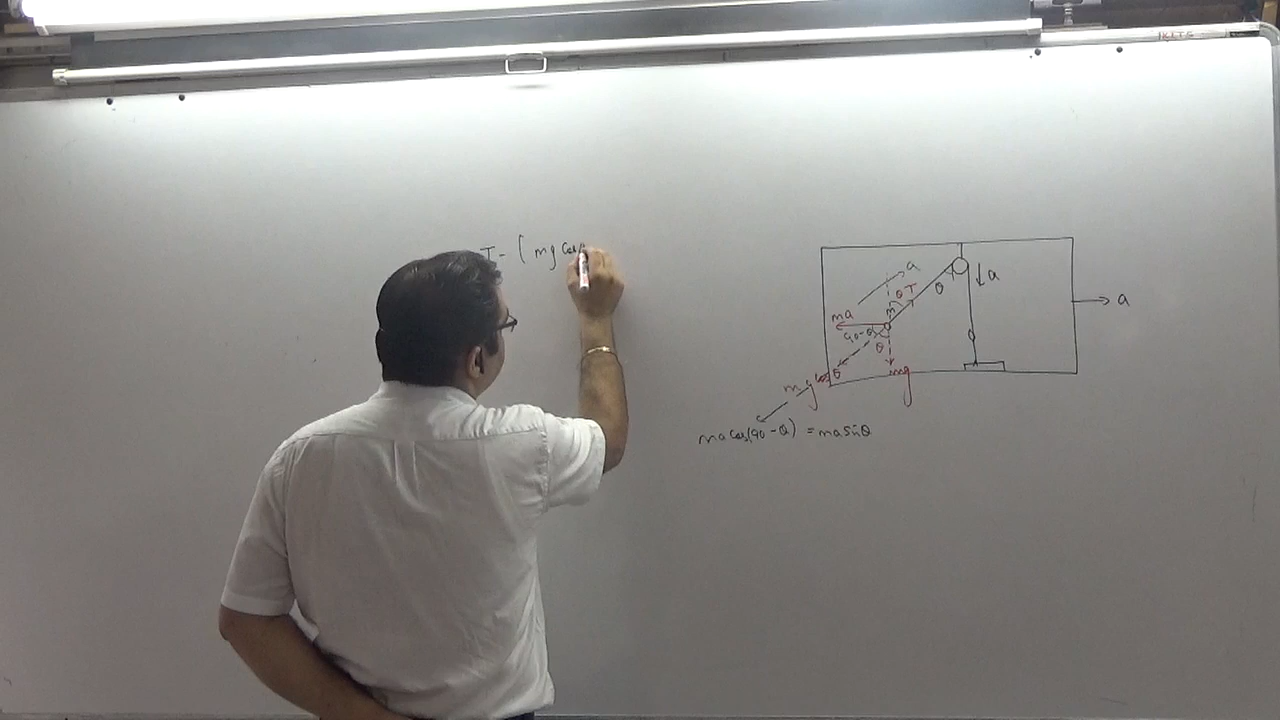 T - ( mg cos
a
a
θ T
θ
m
ma
a
90-θ
θ
θ
mg
mg
ma cos(90 - θ) = ma sinθ